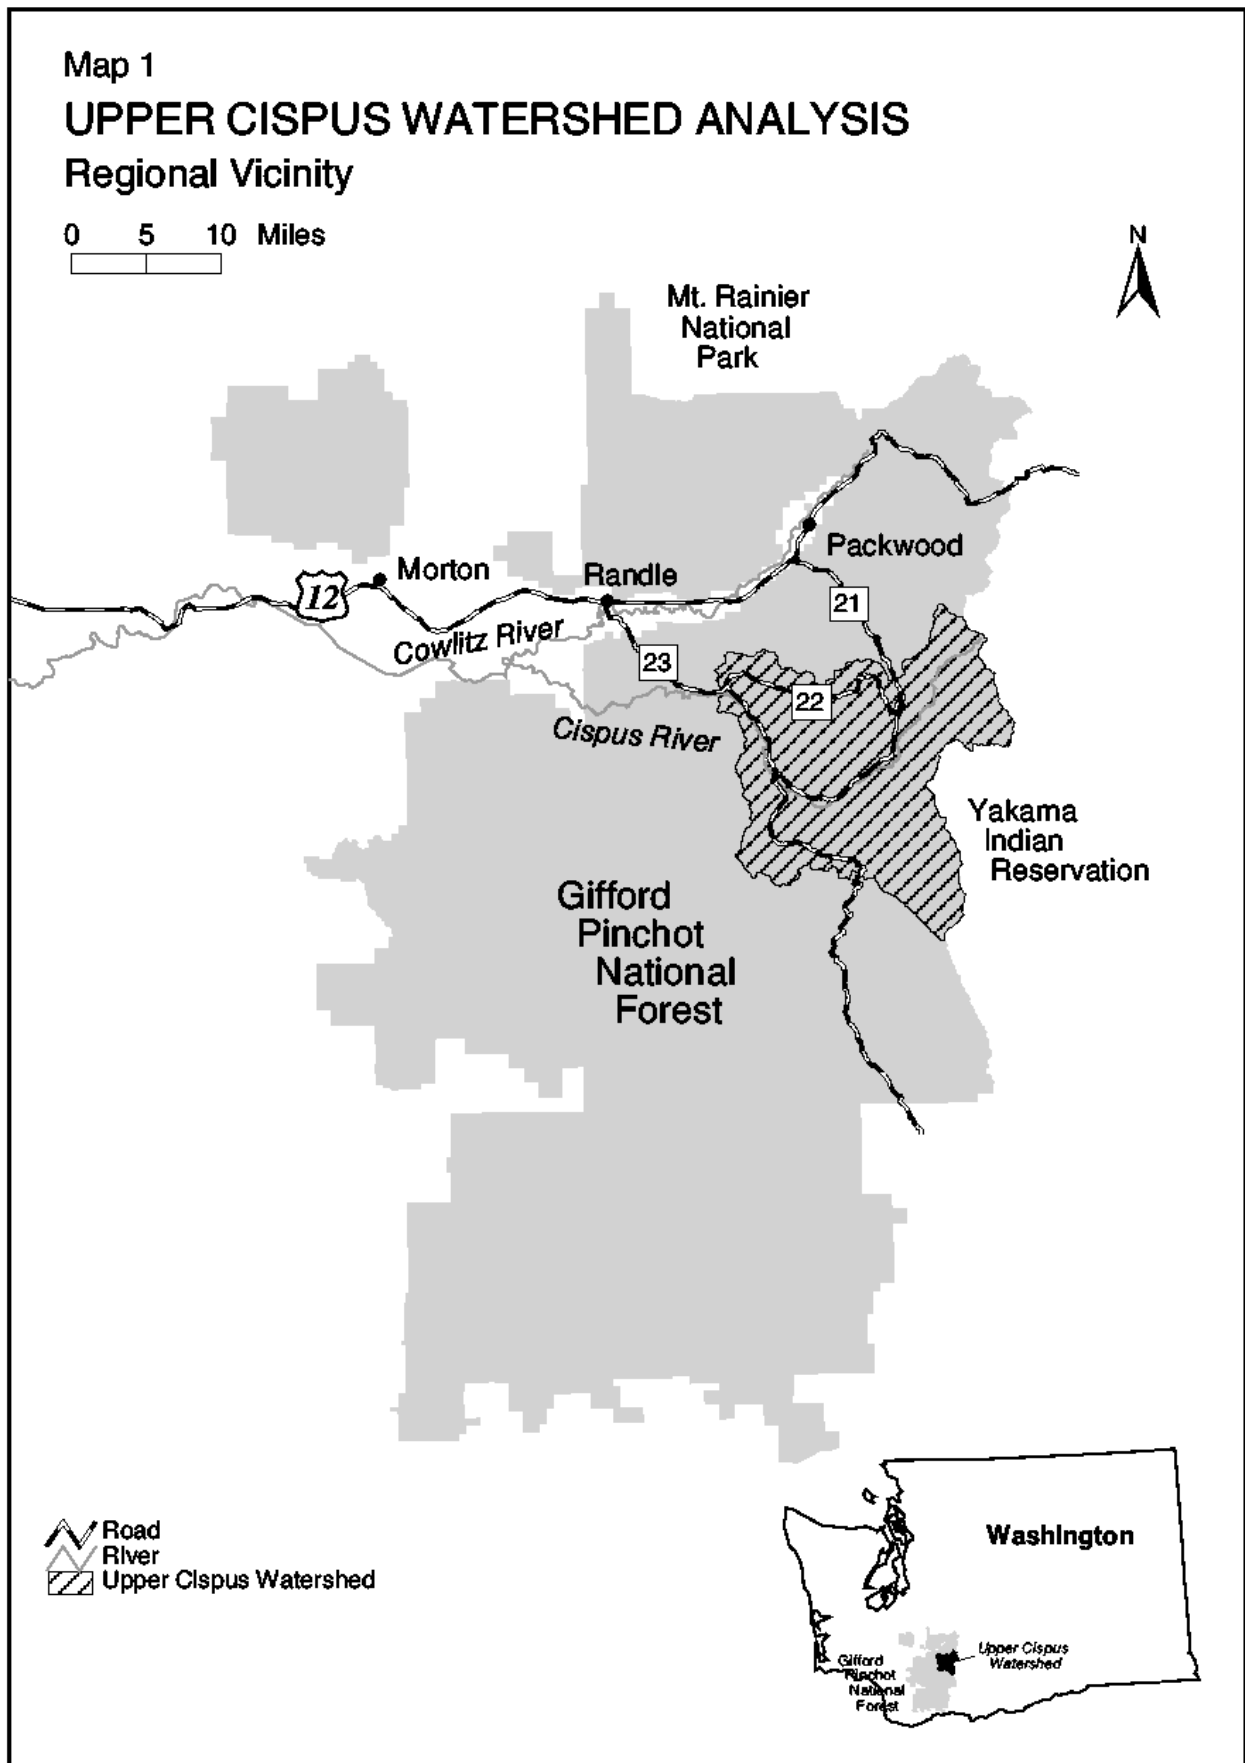 Map 1
UPPER CISPUS WATERSHED ANALYSIS
Regional Vicinity
0 5 10 Miles
N
Mt. Rainier
National
Park
Packwood
Morton
Randle
12
21
Cowlitz River
23
22
Cispus River
Yakama
Indian
Reservation
Gifford
Pinchot
National
Forest
Road
River
Upper Cispus Watershed
Washington
Upper Cispus
Watershed
Gifford
Pinchot
National
Forest